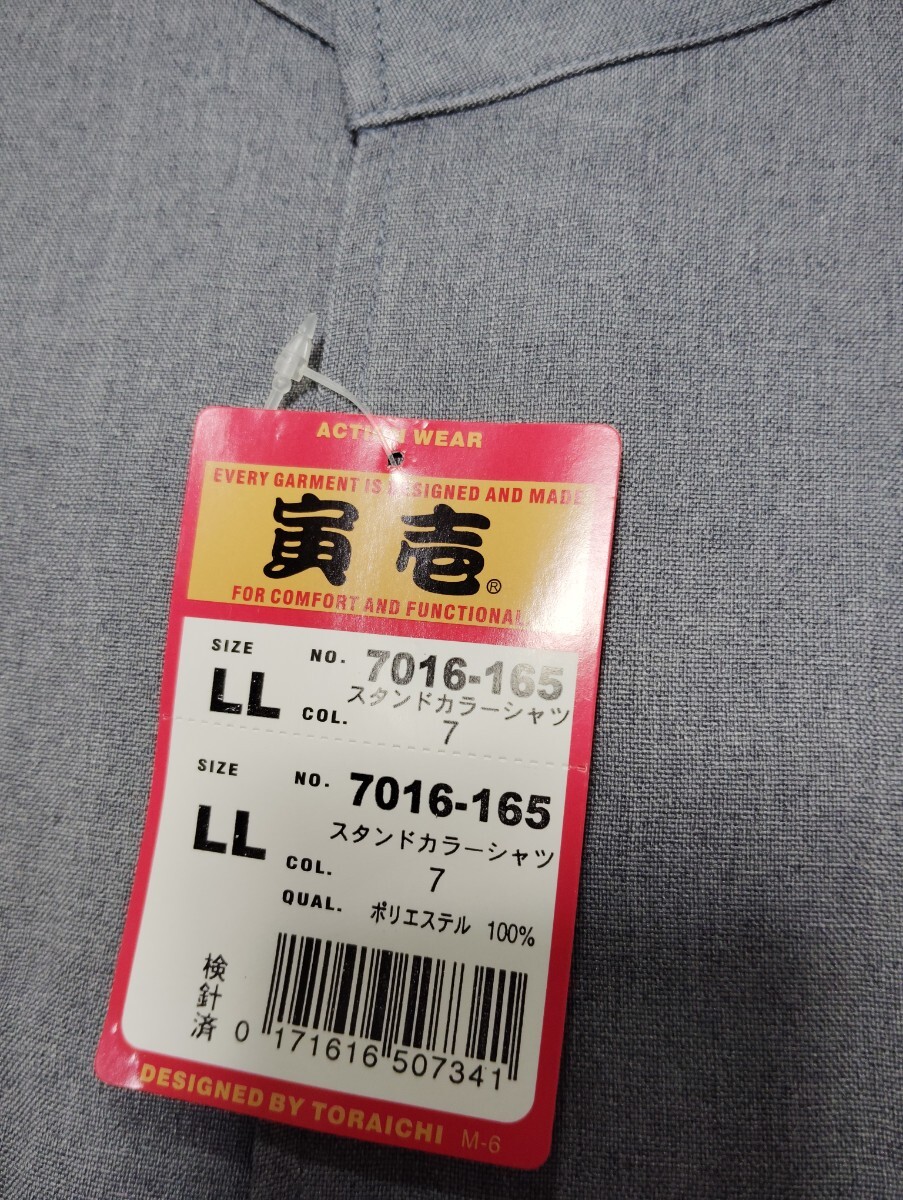 ACTION WEAR
EVERY GARMENT IS DESIGNED AND MADE
寅壱®
FOR COMFORT AND FUNCTIONAL
SIZE NO. 7016-165
LL スタンドカラーシャツ
COL. 7
SIZE NO. 7016-165
LL スタンドカラーシャツ
COL. 7
QUAL. ポリエステル 100%
検針済
0 171616 507341
DESIGNED BY TORAICHI M-6